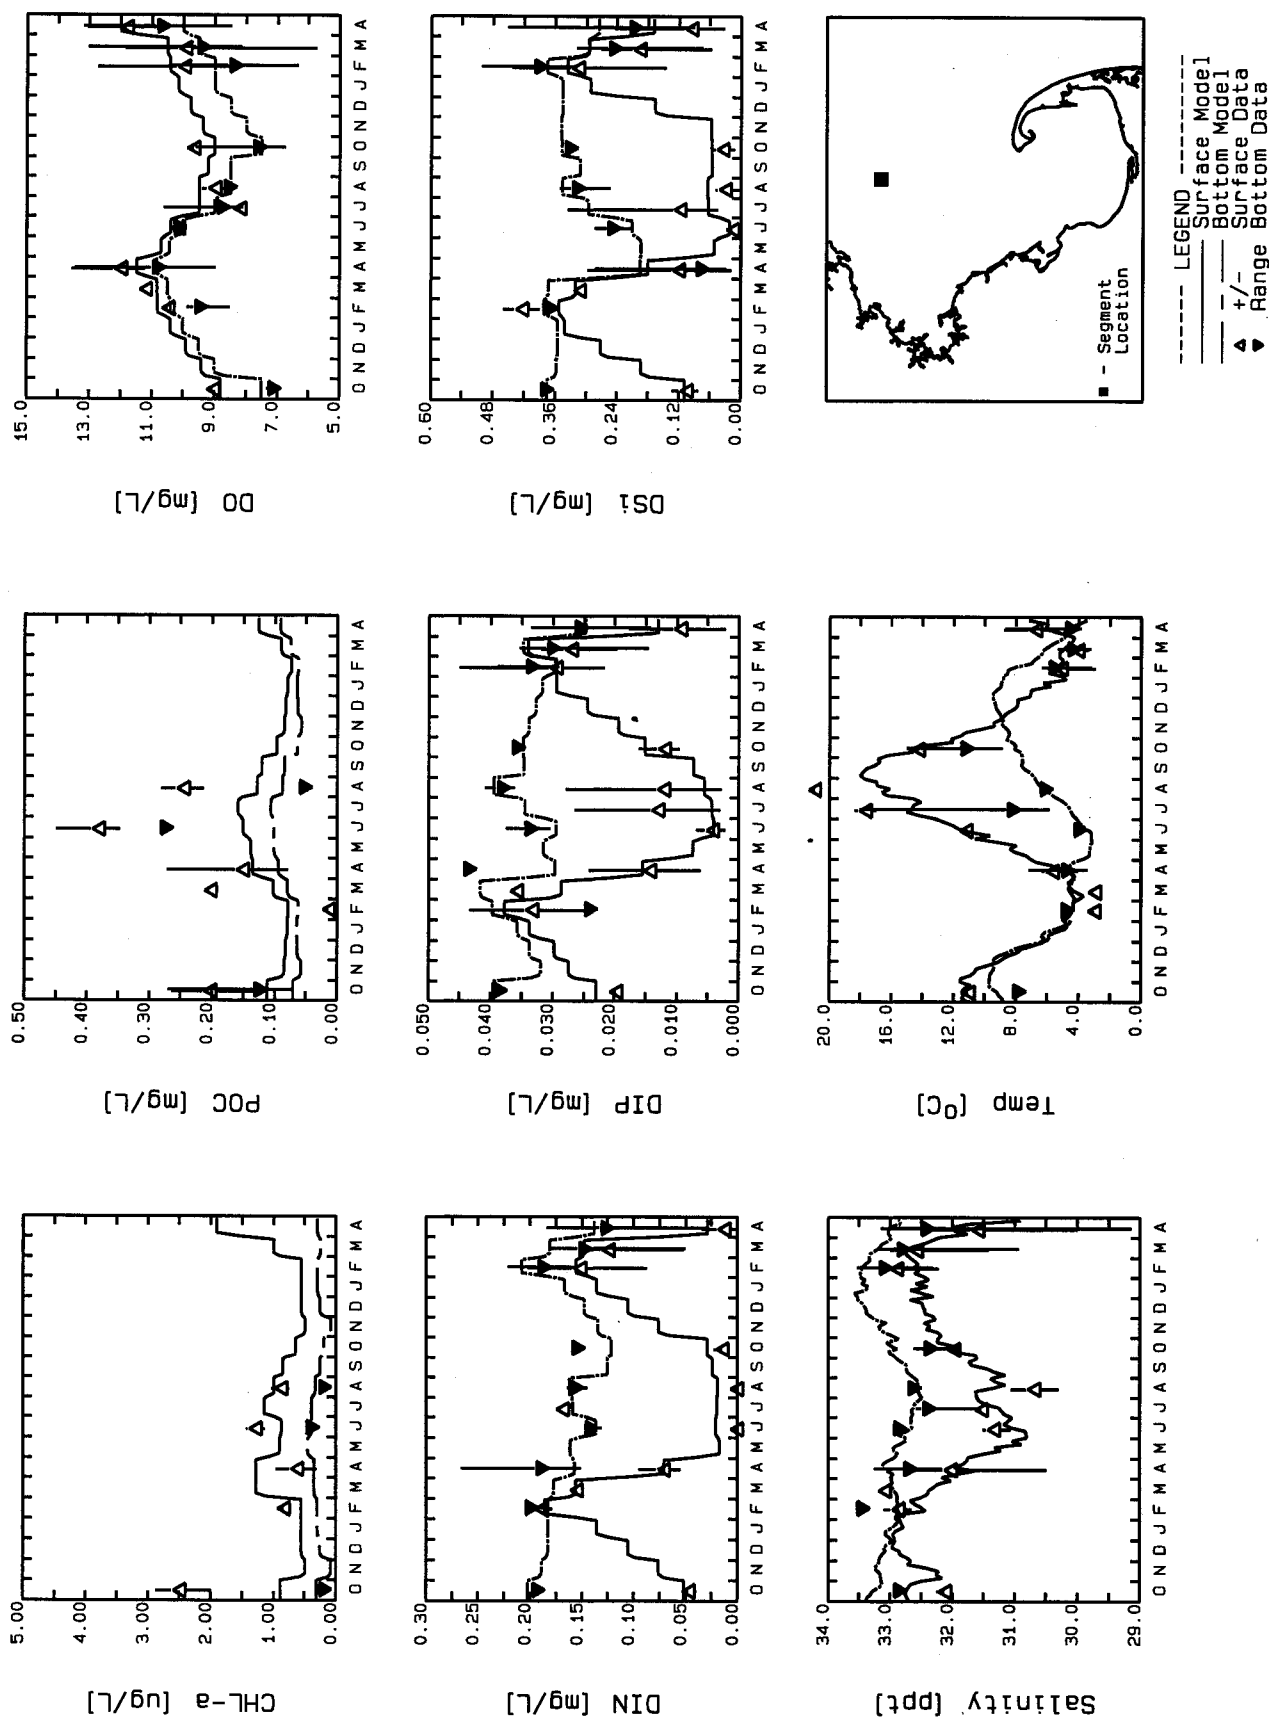 CHL-a [ug/L]
5.00
4.00
3.00
2.00
1.00
0.00
O N D J F M A M J J A S O N D J F M A
POC [mg/L]
0.50
0.40
0.30
0.20
0.10
0.00
O N D J F M A M J J A S O N D J F M A
DO [mg/L]
15.0
13.0
11.0
9.0
7.0
5.0
O N D J F M A M J J A S O N D J F M A
DIN [mg/L]
0.30
0.25
0.20
0.15
0.10
0.05
0.00
O N D J F M A M J J A S O N D J F M A
DIP [mg/L]
0.050
0.040
0.030
0.020
0.010
0.000
O N D J F M A M J J A S O N D J F M A
DSi [mg/L]
0.60
0.48
0.36
0.24
0.12
0.00
O N D J F M A M J J A S O N D J F M A
Salinity [ppt]
34.0
33.0
32.0
31.0
30.0
29.0
O N D J F M A M J J A S O N D J F M A
Temp [°C]
20.0
16.0
12.0
8.0
4.0
0.0
O N D J F M A M J J A S O N D J F M A
■ - Segment
Location
------ LEGEND ---------
Surface Model
Bottom Model
+/- Surface Data
Range Bottom Data